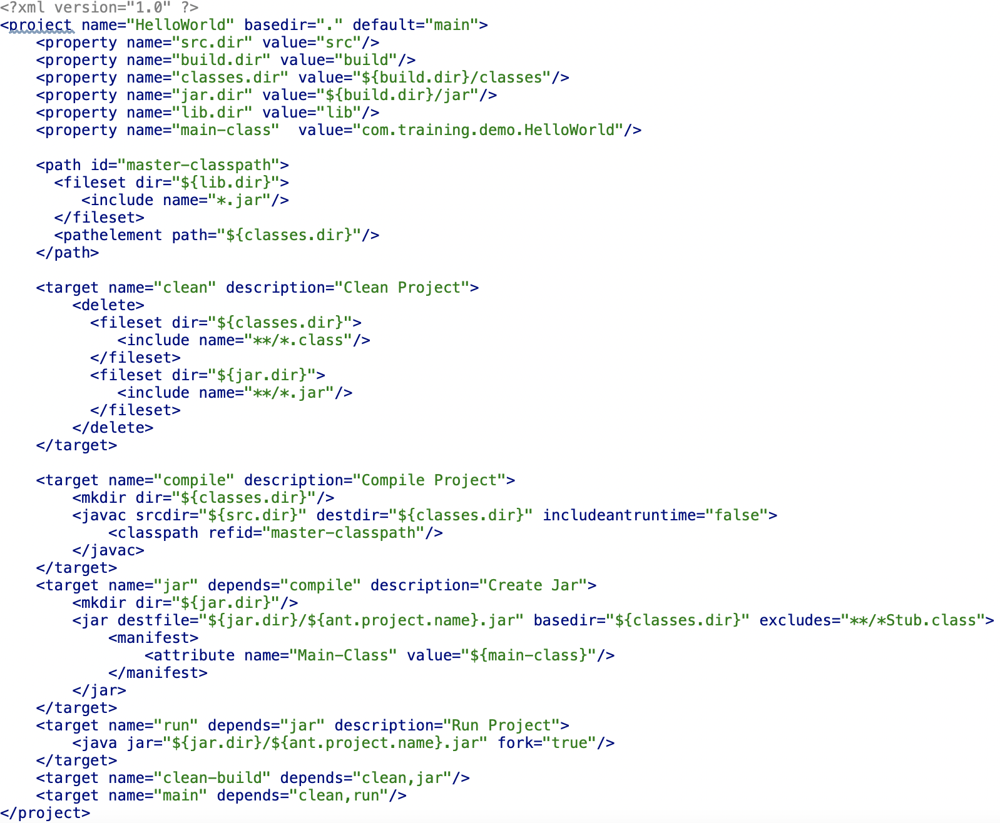 <?xml version="1.0" ?>
<project name="HelloWorld" basedir="." default="main">
    <property name="src.dir" value="src"/>
    <property name="build.dir" value="build"/>
    <property name="classes.dir" value="${build.dir}/classes"/>
    <property name="jar.dir" value="${build.dir}/jar"/>
    <property name="lib.dir" value="lib"/>
    <property name="main-class"  value="com.training.demo.HelloWorld"/>

    <path id="master-classpath">
      <fileset dir="${lib.dir}">
         <include name="*.jar"/>
      </fileset>
      <pathelement path="${classes.dir}"/>
    </path>

    <target name="clean" description="Clean Project">
        <delete>
          <fileset dir="${classes.dir}">
             <include name="**/*.class"/>
          </fileset>
          <fileset dir="${jar.dir}">
             <include name="**/*.jar"/>
          </fileset>
        </delete>
    </target>

    <target name="compile" description="Compile Project">
        <mkdir dir="${classes.dir}"/>
        <javac srcdir="${src.dir}" destdir="${classes.dir}" includeantruntime="false">
            <classpath refid="master-classpath"/>
        </javac>
    </target>
    <target name="jar" depends="compile" description="Create Jar">
        <mkdir dir="${jar.dir}"/>
        <jar destfile="${jar.dir}/${ant.project.name}.jar" basedir="${classes.dir}" excludes="**/*Stub.class">
            <manifest>
                <attribute name="Main-Class" value="${main-class}"/>
            </manifest>
        </jar>
    </target>
    <target name="run" depends="jar" description="Run Project">
        <java jar="${jar.dir}/${ant.project.name}.jar" fork="true"/>
    </target>
    <target name="clean-build" depends="clean,jar"/>
    <target name="main" depends="clean,run"/>
</project>